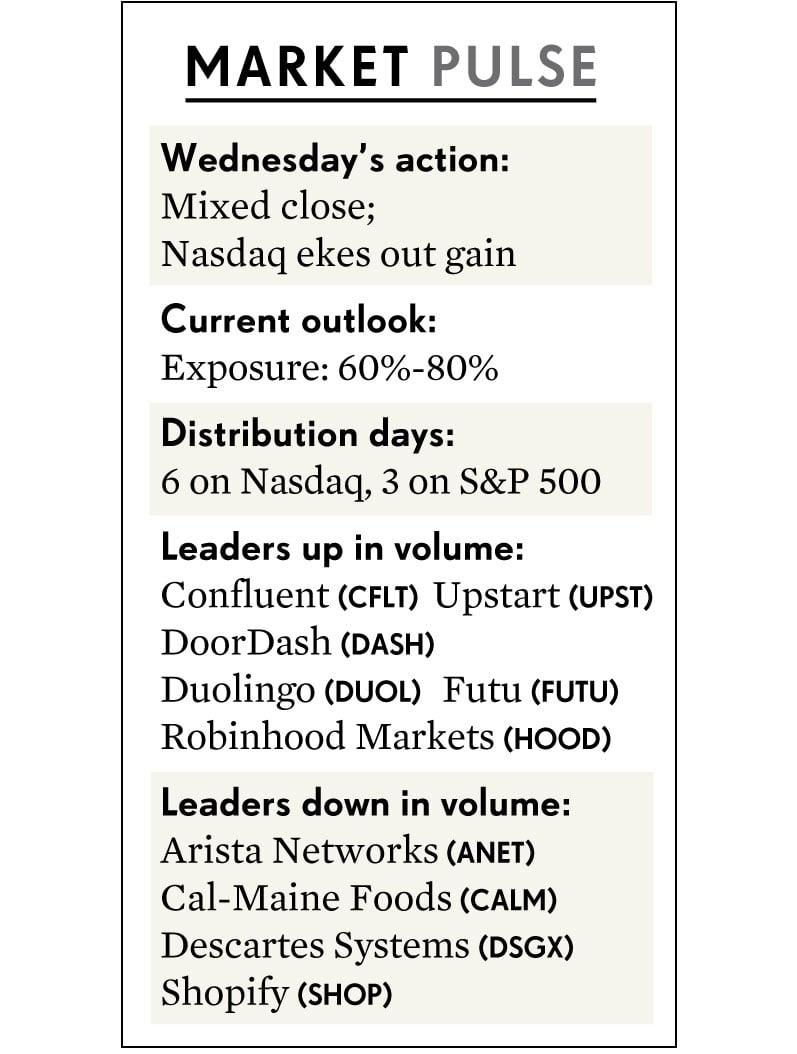 MARKET PULSE
Wednesday’s action:
Mixed close;
Nasdaq ekes out gain
Current outlook:
Exposure: 60%-80%
Distribution days:
6 on Nasdaq, 3 on S&P 500
Leaders up in volume:
Confluent (CFLT) Upstart (UPST)
DoorDash (DASH)
Duolingo (DUOL) Futu (FUTU)
Robinhood Markets (HOOD)
Leaders down in volume:
Arista Networks (ANET)
Cal-Maine Foods (CALM)
Descartes Systems (DSGX)
Shopify (SHOP)